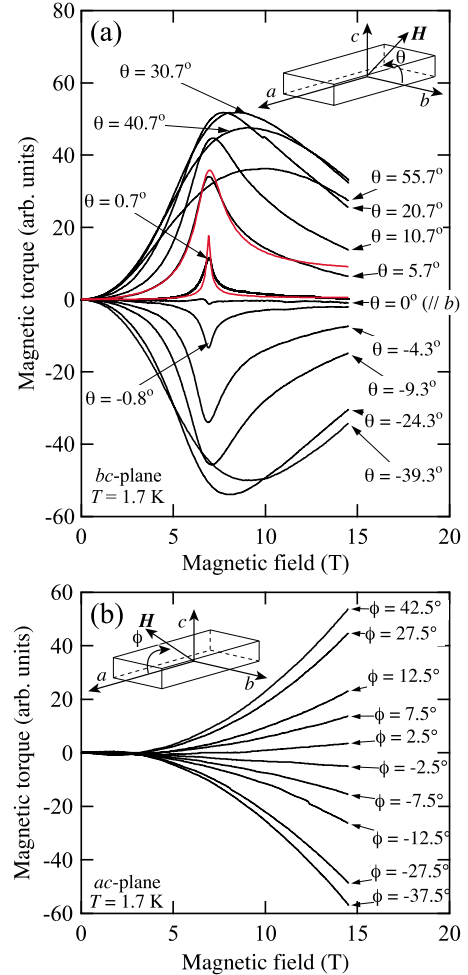 (a)
80
60
40
20
0
-20
-40
-60
Magnetic torque (arb. units)
c
H
θ
a
b
θ = 30.7°
θ = 40.7°
θ = 0.7°
θ = 55.7°
θ = 20.7°
θ = 10.7°
θ = 5.7°
θ = 0° (// b)
θ = -4.3°
θ = -0.8°
θ = -9.3°
θ = -24.3°
θ = -39.3°
bc-plane
T = 1.7 K
0
5
10
15
20
Magnetic field (T)
(b)
60
40
20
0
-20
-40
-60
Magnetic torque (arb. units)
H
c
ϕ
a
b
ϕ = 42.5°
ϕ = 27.5°
ϕ = 12.5°
ϕ = 7.5°
ϕ = 2.5°
ϕ = -2.5°
ϕ = -7.5°
ϕ = -12.5°
ϕ = -27.5°
ϕ = -37.5°
ac-plane
T = 1.7 K
0
5
10
15
20
Magnetic field (T)